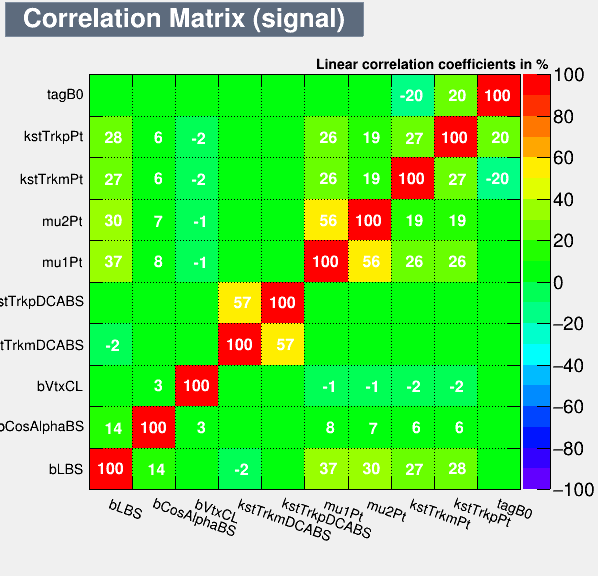 Correlation Matrix (signal)
Linear correlation coefficients in %
tagB0 -20 20 100
kstTrkpPt 28 6 -2 26 19 27 100 20
kstTrkmPt 27 6 -2 26 19 100 27 -20
mu2Pt 30 7 -1 56 100 19 19
mu1Pt 37 8 -1 100 56 26 26
stTrkpDCABS 57 100
tTrkmDCABS -2 100 57
bVtxCL 3 100 -1 -1 -2 -2
bCosAlphaBS 14 100 3 8 7 6 6
bLBS 100 14 -2 37 30 27 28
bLBS bCosAlphaBS bVtxCL kstTrkmDCABS kstTrkpDCABS mu1Pt mu2Pt kstTrkmPt kstTrkpPt tagB0
100
80
60
40
20
0
−20
−40
−60
−80
−100